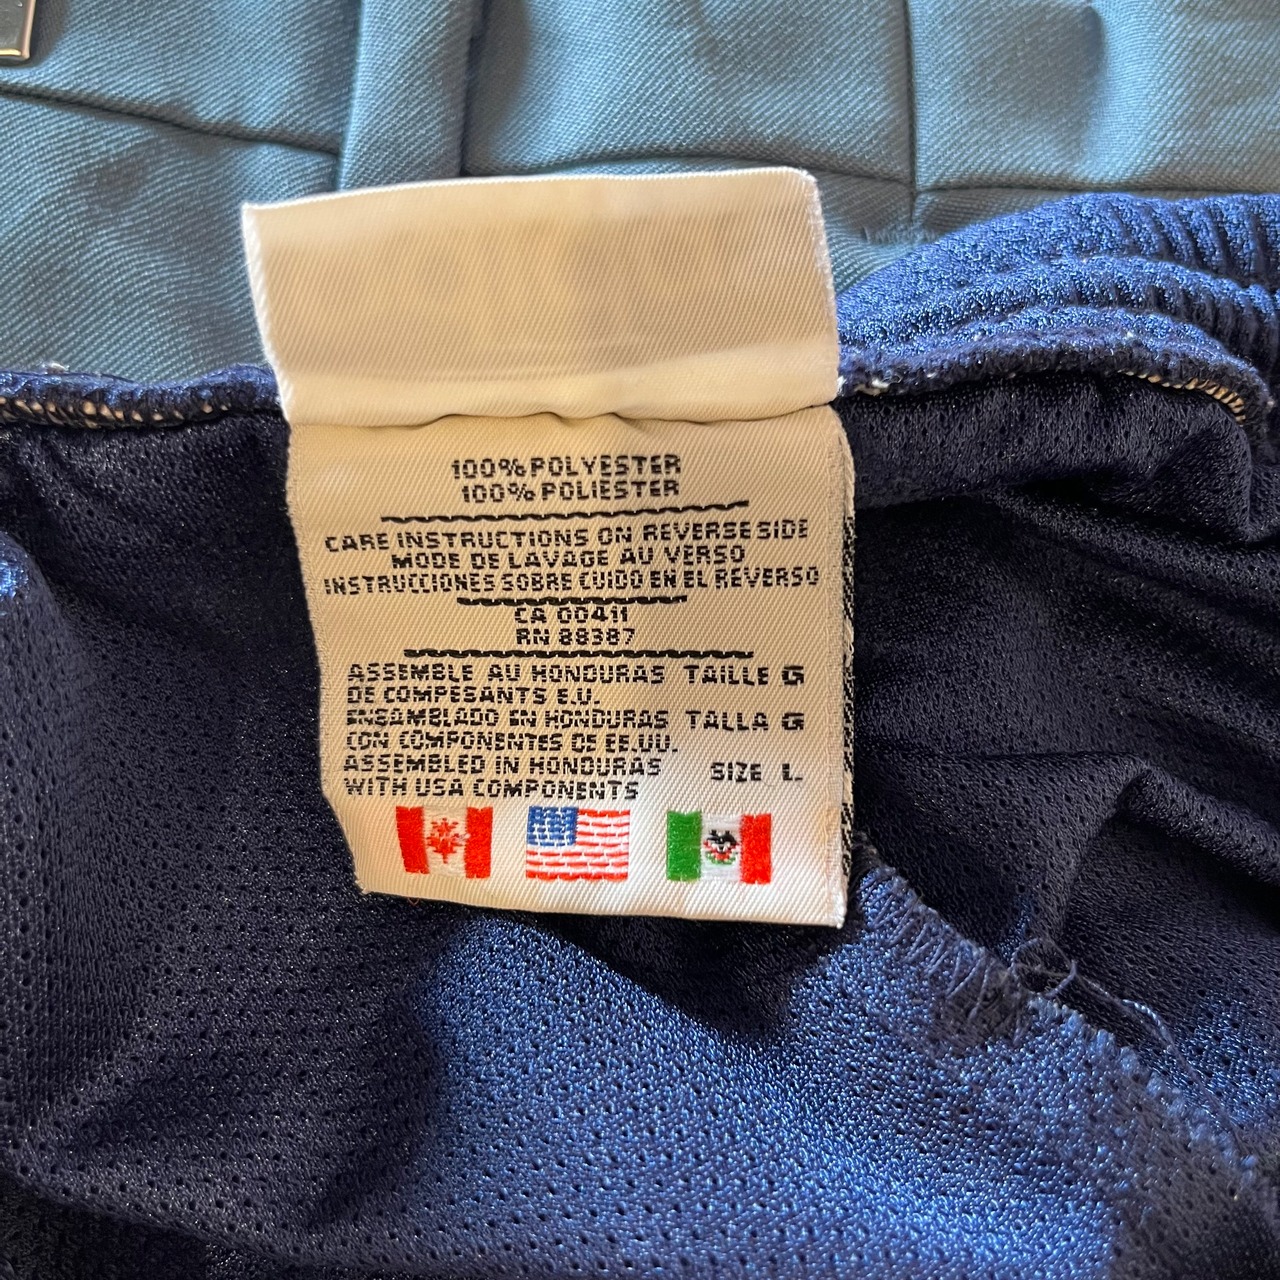 100% POLYESTER
100% POLIESTER
CARE INSTRUCTIONS ON REVERSE SIDE
MODE DE LAVAGE AU VERSO
INSTRUCCIONES SOBRE CUIDO EN EL REVERSO
CA 00411
RN 88387
ASSEMBLE AU HONDURAS TAILLE G
DE COMPESANTS E.U.
ENSAMBLADO EN HONDURAS TALLA G
CON COMPONENTES DE EE.UU.
ASSEMBLED IN HONDURAS SIZE L
WITH USA COMPONENTS